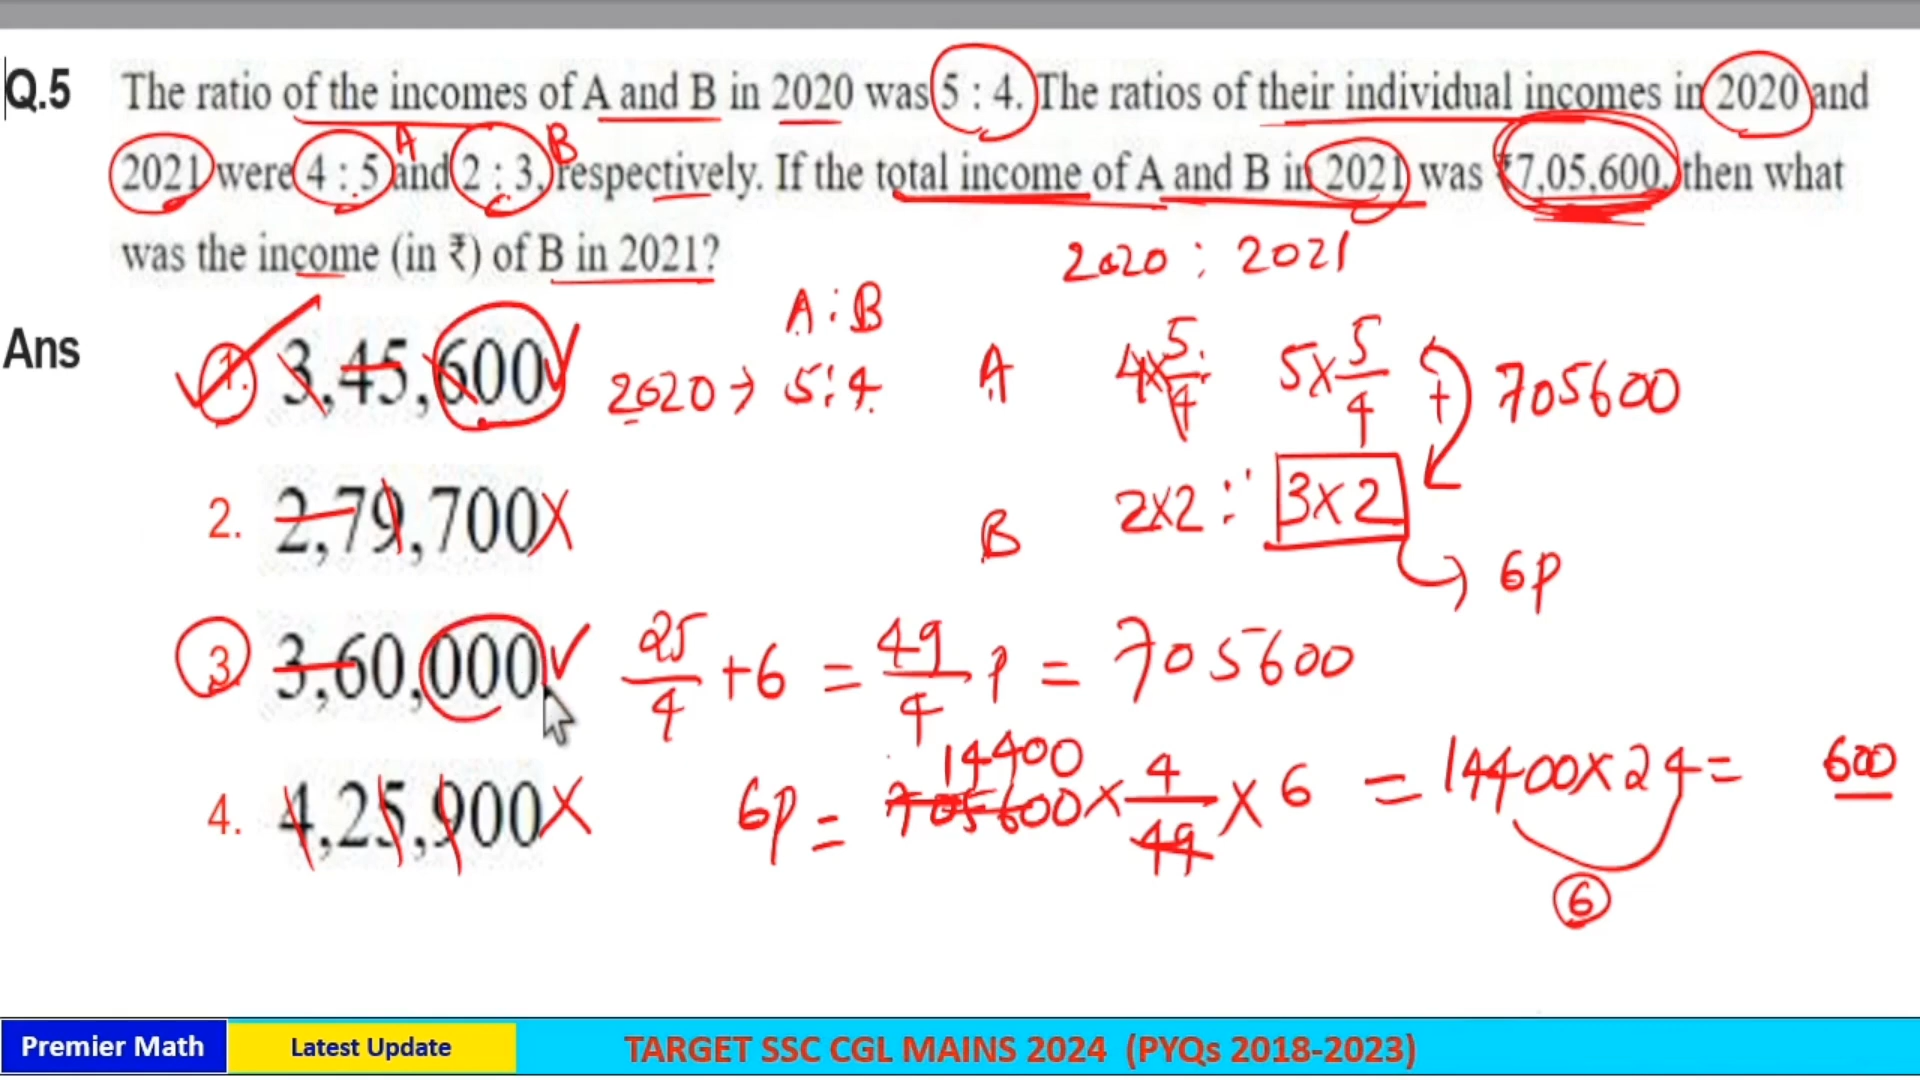 Q.5 The ratio of the incomes of A and B in 2020 was 5 : 4. The ratios of their individual incomes in 2020 and
A B
2021 were 4 : 5 and 2 : 3, respectively. If the total income of A and B in 2021 was ₹7,05,600, then what
was the income (in ₹) of B in 2021?
2020 : 2021
A : B
Ans 1. 3,45,600 2020 → 5 : 4 A 4×5/4 : 5×5/4 + 705600
2. 2,79,700 X B 2×2 : 3×2
6P
3. 3,60,000 25/4 + 6 = 49/4 P = 705600
14400
4. 4,25,900 X 6P = 705600 × 4/49 × 6 = 14400×24 = 600
6
Premier Math Latest Update TARGET SSC CGL MAINS 2024 (PYQs 2018-2023)